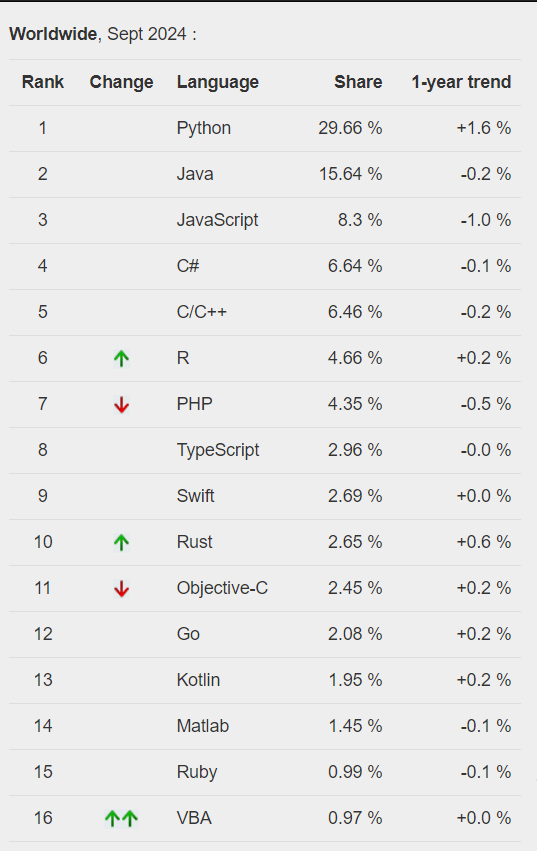 Worldwide, Sept 2024 :
Rank Change Language Share 1-year trend
1 Python 29.66 % +1.6 %
2 Java 15.64 % -0.2 %
3 JavaScript 8.3 % -1.0 %
4 C# 6.64 % -0.1 %
5 C/C++ 6.46 % -0.2 %
6 R 4.66 % +0.2 %
7 PHP 4.35 % -0.5 %
8 TypeScript 2.96 % -0.0 %
9 Swift 2.69 % +0.0 %
10 Rust 2.65 % +0.6 %
11 Objective-C 2.45 % +0.2 %
12 Go 2.08 % +0.2 %
13 Kotlin 1.95 % +0.2 %
14 Matlab 1.45 % -0.1 %
15 Ruby 0.99 % -0.1 %
16 VBA 0.97 % +0.0 %